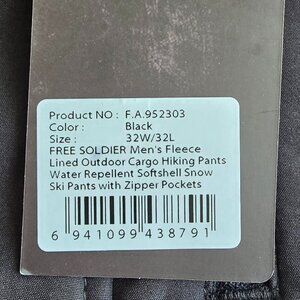 Product NO : F.A.952303
Color : Black
Size : 32W/32L
FREE SOLDIER Men's Fleece
Lined Outdoor Cargo Hiking Pants
Water Repellent Softshell Snow
Ski Pants with Zipper Pockets
6 941099 438791